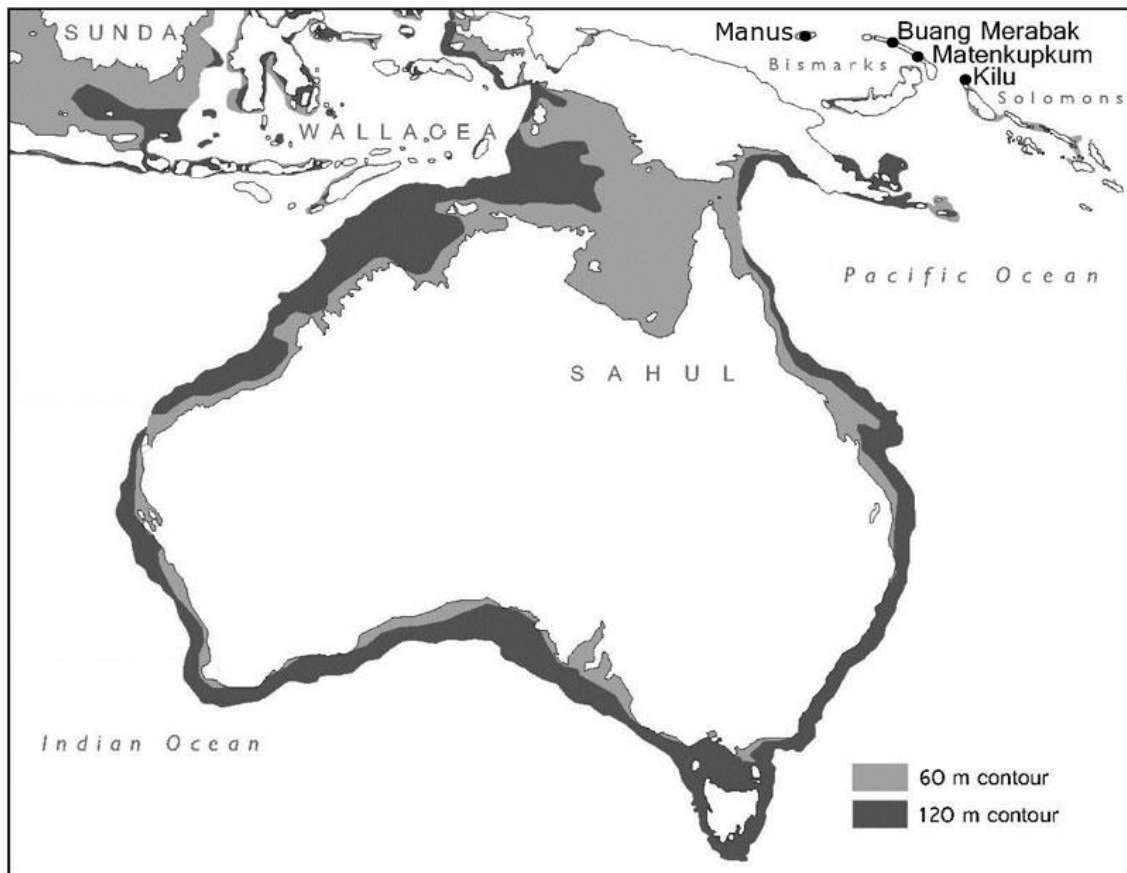 SUNDA
Manus
Buang Merabak
Matenkupkum
Bismarks
Kilu
Solomons
WALLACEA
Pacific Ocean
SAHUL
Indian Ocean
60 m contour
120 m contour